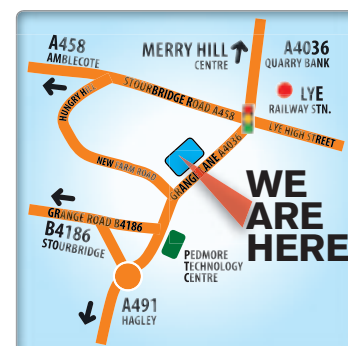 A458
AMBLECOTE
MERRY HILL
CENTRE
A4036
QUARRY BANK
STOURBRIDGE ROAD A458
HUNGRY HILL
LYE
RAILWAY STN.
LYE HIGH STREET
NEW FARM ROAD
GRANGE LANE A4036
WE
ARE
HERE
GRANGE ROAD B4186
B4186
STOURBRIDGE
PEDMORE
TECHNOLOGY
CENTRE
A491
HAGLEY